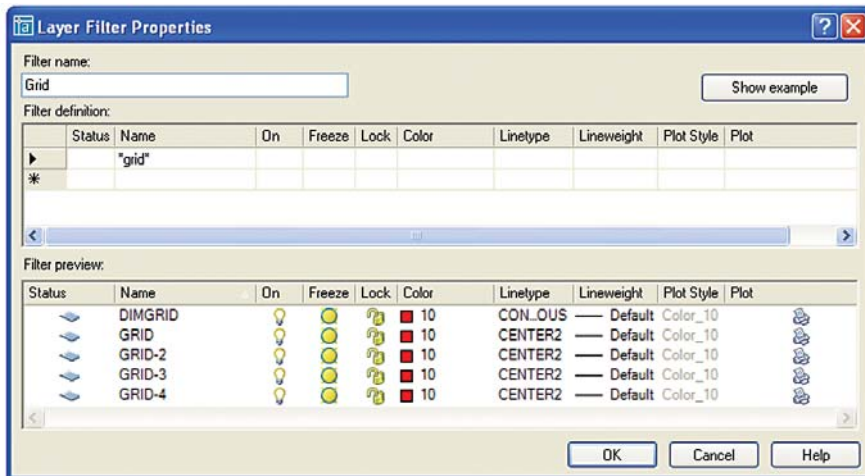 Layer Filter Properties
Filter name:
Grid
Show example
Filter definition:
Status Name On Freeze Lock Color Linetype Lineweight Plot Style Plot
"grid"
Filter preview:
Status Name On Freeze Lock Color Linetype Lineweight Plot Style Plot
DIMGRID 10 CON...OUS Default Color_10
GRID 10 CENTER2 Default Color_10
GRID-2 10 CENTER2 Default Color_10
GRID-3 10 CENTER2 Default Color_10
GRID-4 10 CENTER2 Default Color_10
OK Cancel Help